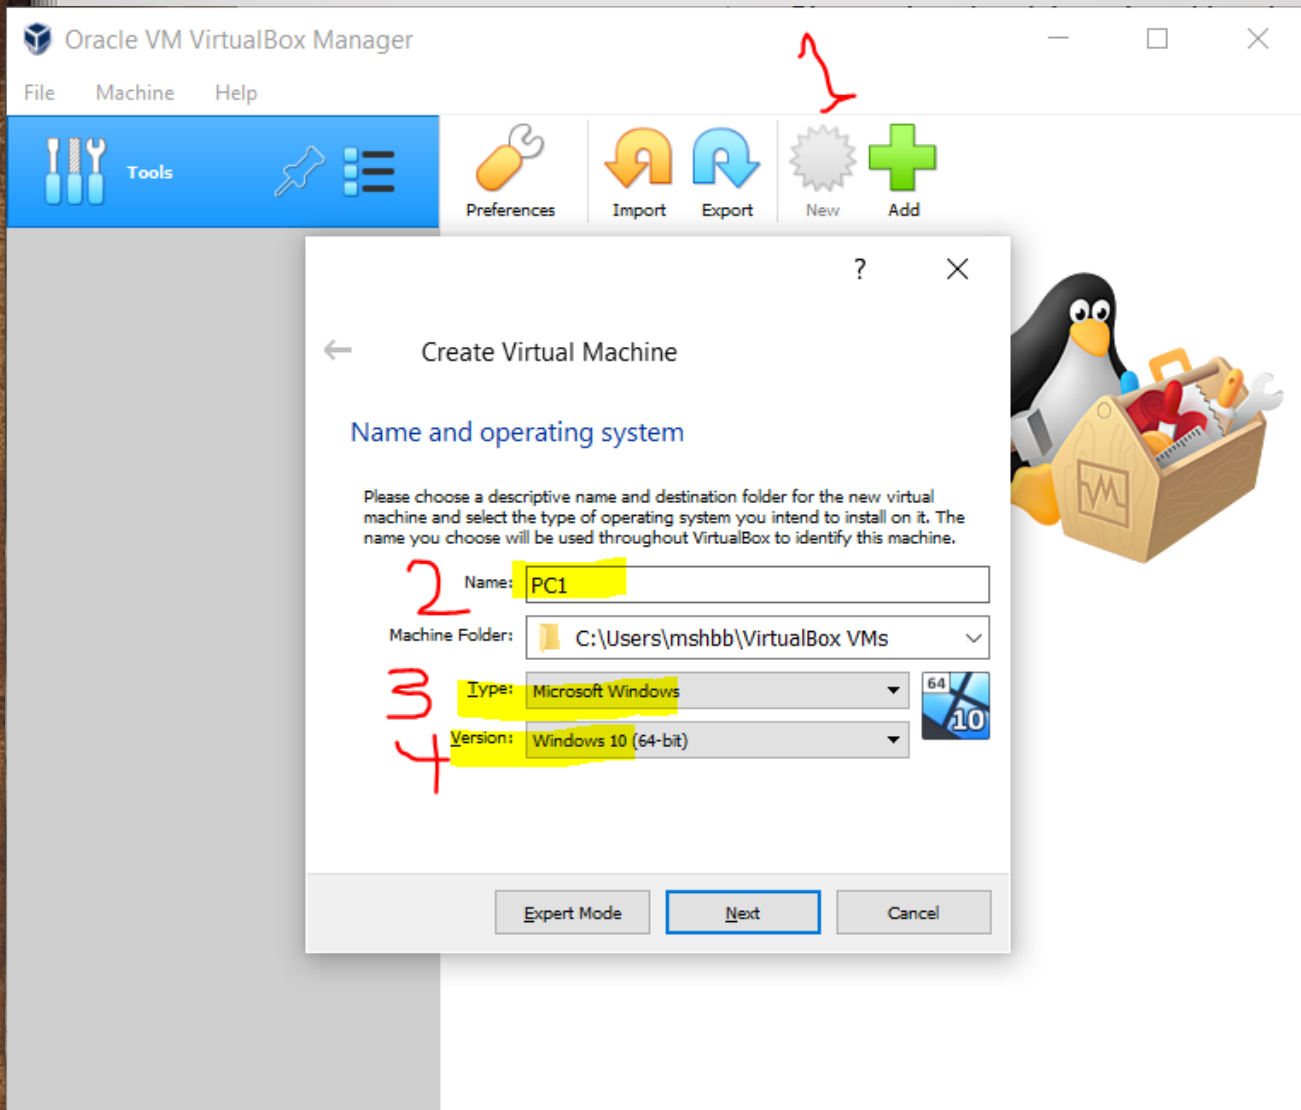 Oracle VM VirtualBox Manager
File Machine Help
1
Tools
Preferences Import Export New Add
?
Create Virtual Machine
Name and operating system
Please choose a descriptive name and destination folder for the new virtual
machine and select the type of operating system you intend to install on it. The
name you choose will be used throughout VirtualBox to identify this machine.
2 Name: PC1
Machine Folder: C:\Users\mshbb\VirtualBox VMs
3 Type: Microsoft Windows
64
10
4 Version: Windows 10 (64-bit)
Expert Mode Next Cancel